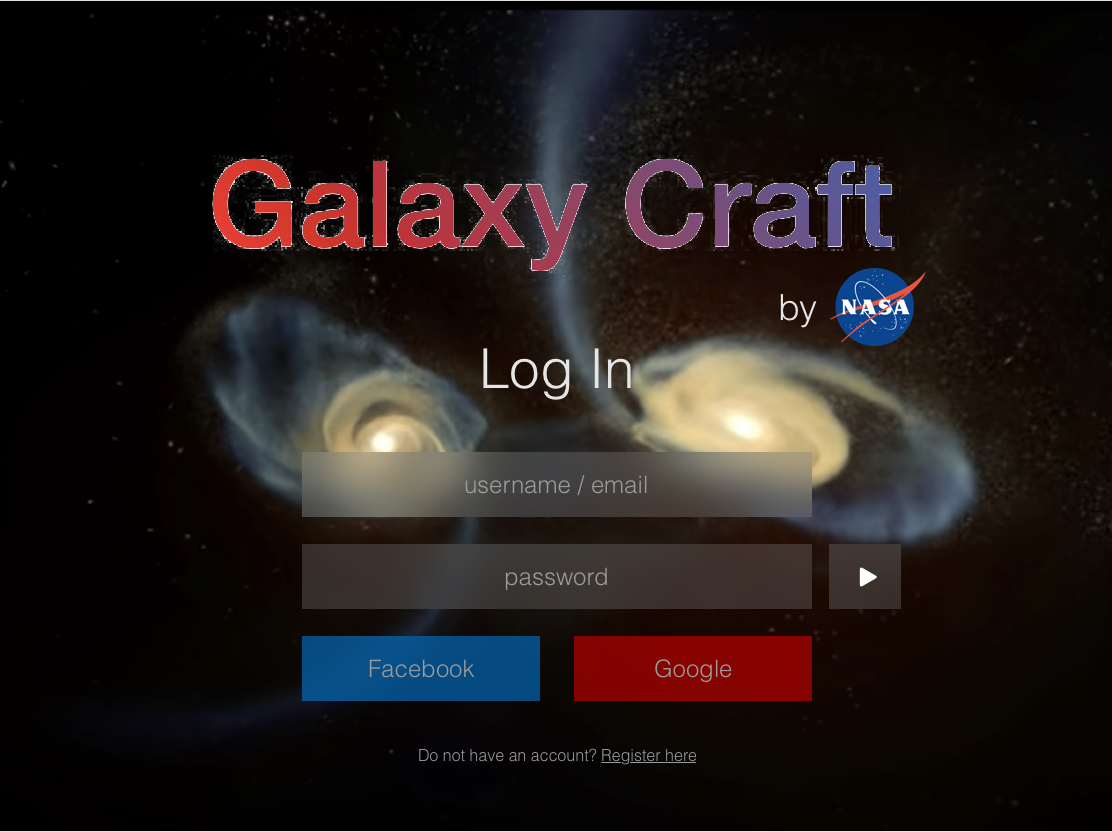 Galaxy Craft
by NASA
Log In
username / email
password
Facebook Google
Do not have an account? Register here